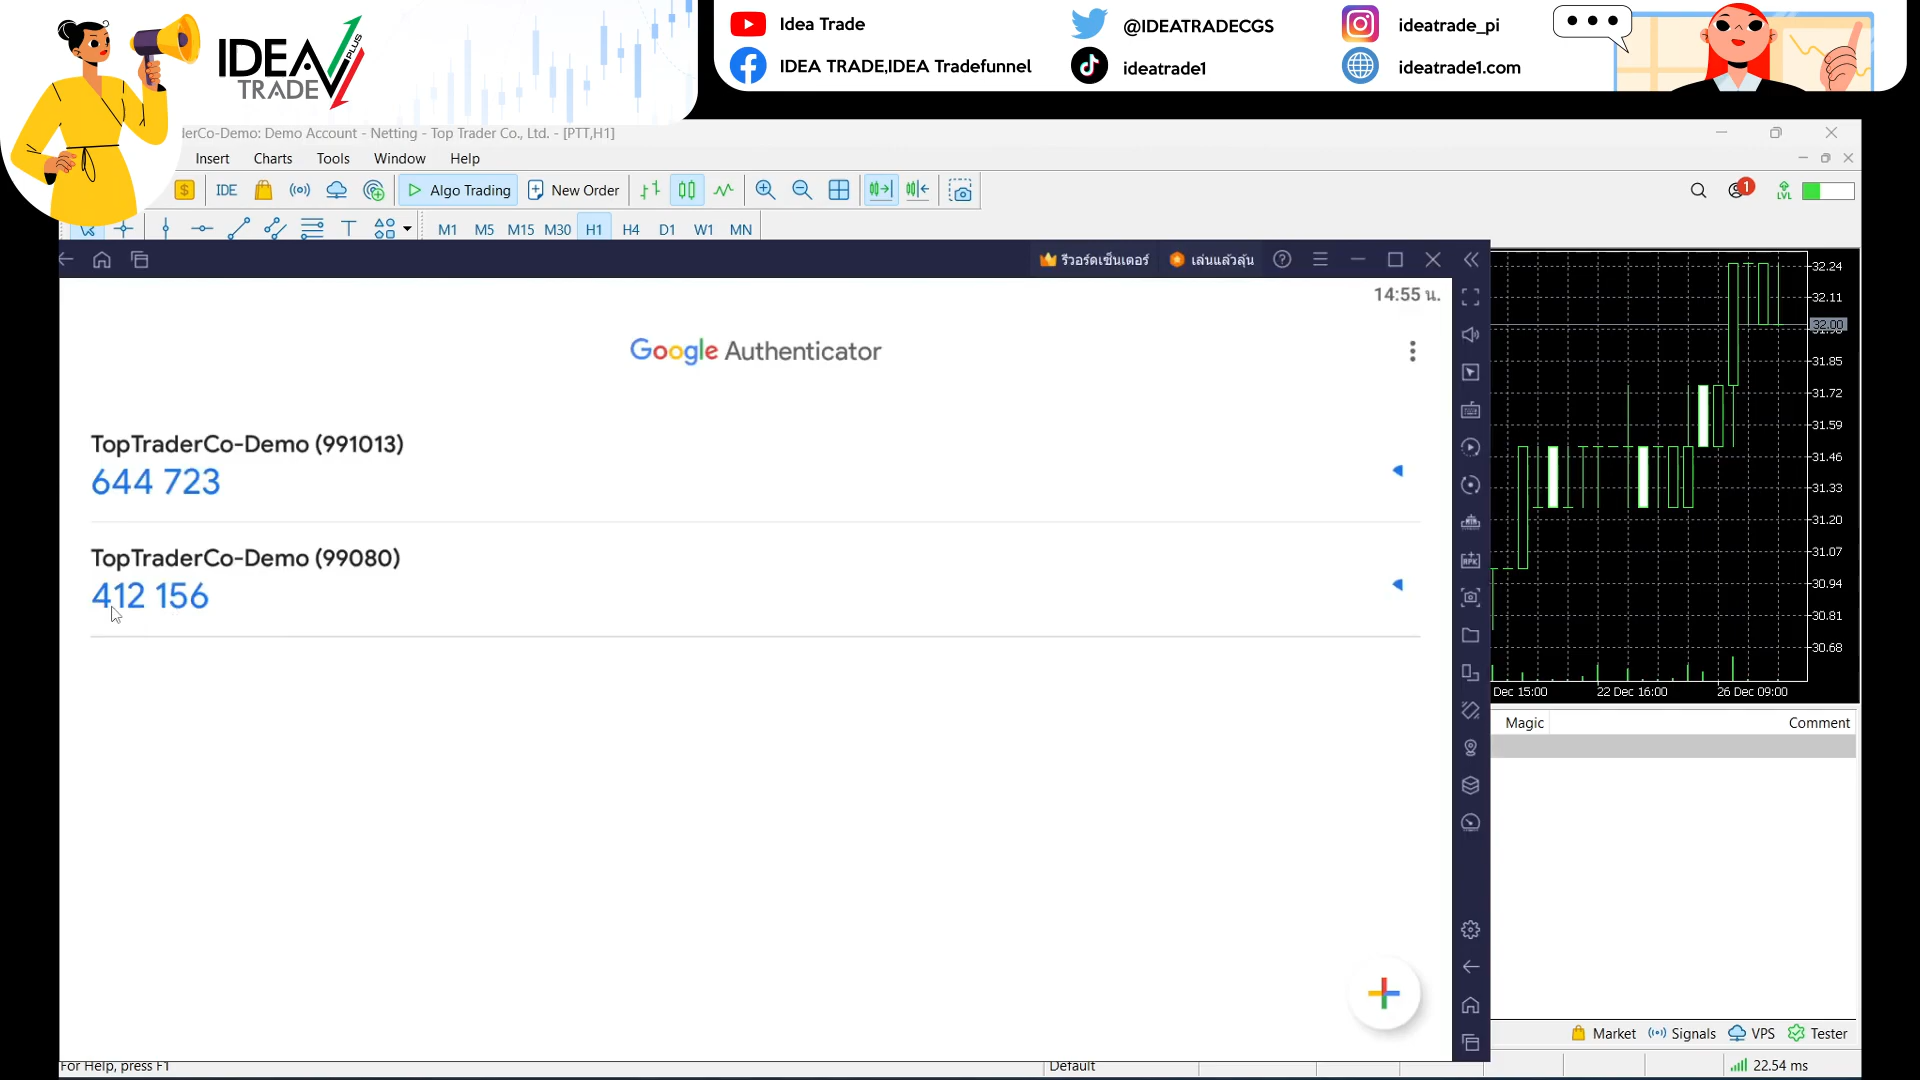 IDEA
TRADE
PLUS
Idea Trade
IDEA TRADE,IDEA Tradefunnel
@IDEATRADECGS
ideatrade1
ideatrade_pi
ideatrade1.com
lerCo-Demo: Demo Account - Netting - Top Trader Co., Ltd. - [PTT,H1]
Insert Charts Tools Window Help
IDE Algo Trading New Order 1 LVL
M1 M5 M15 M30 H1 H4 D1 W1 MN
รีวอร์ดเซ็นเตอร์ เล่นแล้วลุ้น
14:55 น.
Google Authenticator
TopTraderCo-Demo (991013)
644 723
TopTraderCo-Demo (99080)
412 156
32.24
32.11
32.00
31.85
31.72
31.59
31.46
31.33
31.20
31.07
30.94
30.81
30.68
Dec 15:00 22 Dec 16:00 26 Dec 09:00
Magic Comment
Market Signals VPS Tester
For Help, press F1 Default 22.54 ms